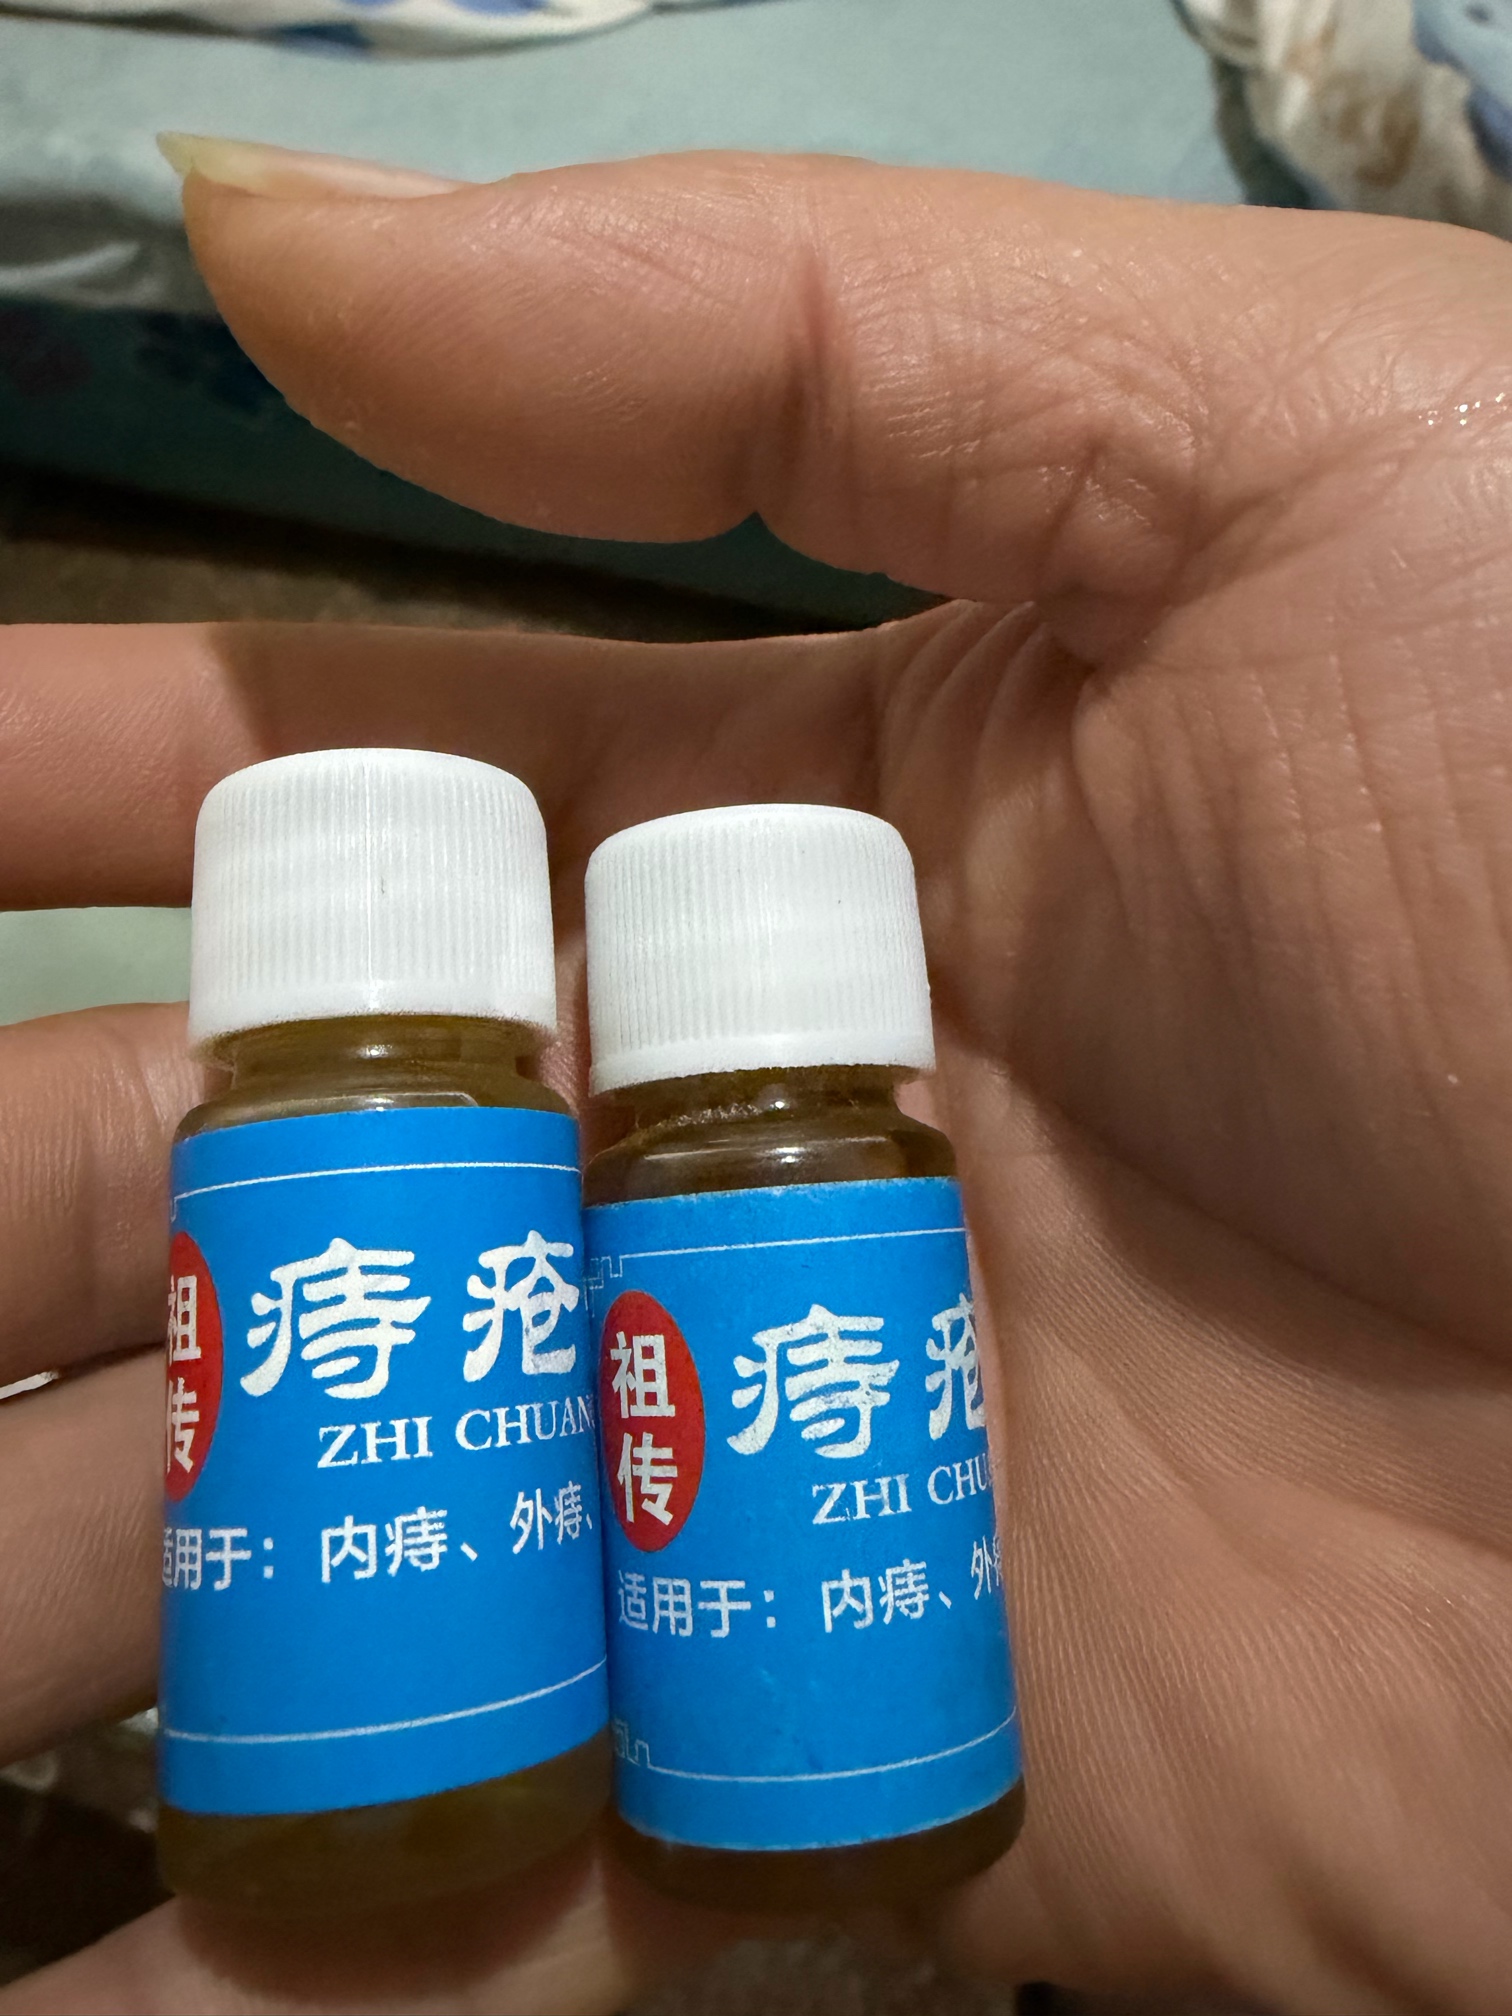 祖传
痔疮
ZHI CHUANG
适用于：内痔、外痔、
祖传
痔疮
ZHI CHU
适用于：内痔、外